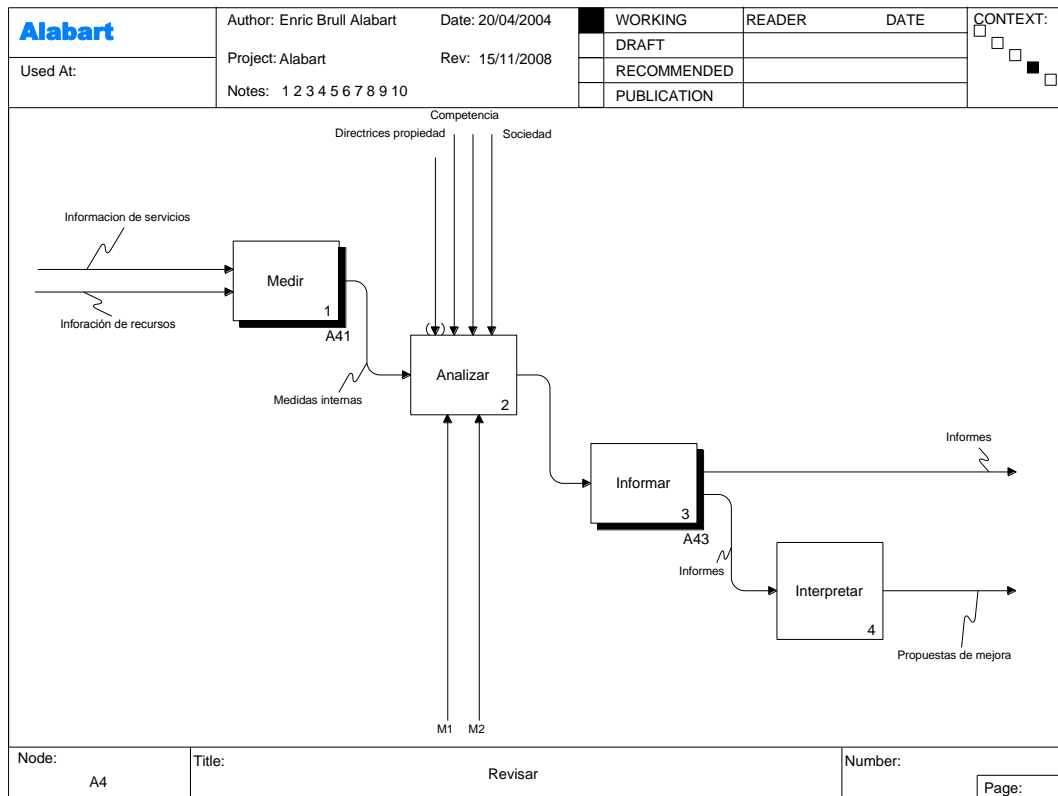 Alabart
Used At:
Author: Enric Brull Alabart
Date: 20/04/2004
Project: Alabart
Rev: 15/11/2008
Notes: 1 2 3 4 5 6 7 8 9 10
WORKING
DRAFT
RECOMMENDED
PUBLICATION
READER
DATE
CONTEXT:
Competencia
Directrices propiedad
Sociedad
Informacion de servicios
Inforación de recursos
Medir
1
A41
Medidas internas
( )
Analizar
2
Informes
Informar
3
A43
Informes
Interpretar
4
Propuestas de mejora
M1
M2
Node:
A4
Title:
Revisar
Number:
Page: